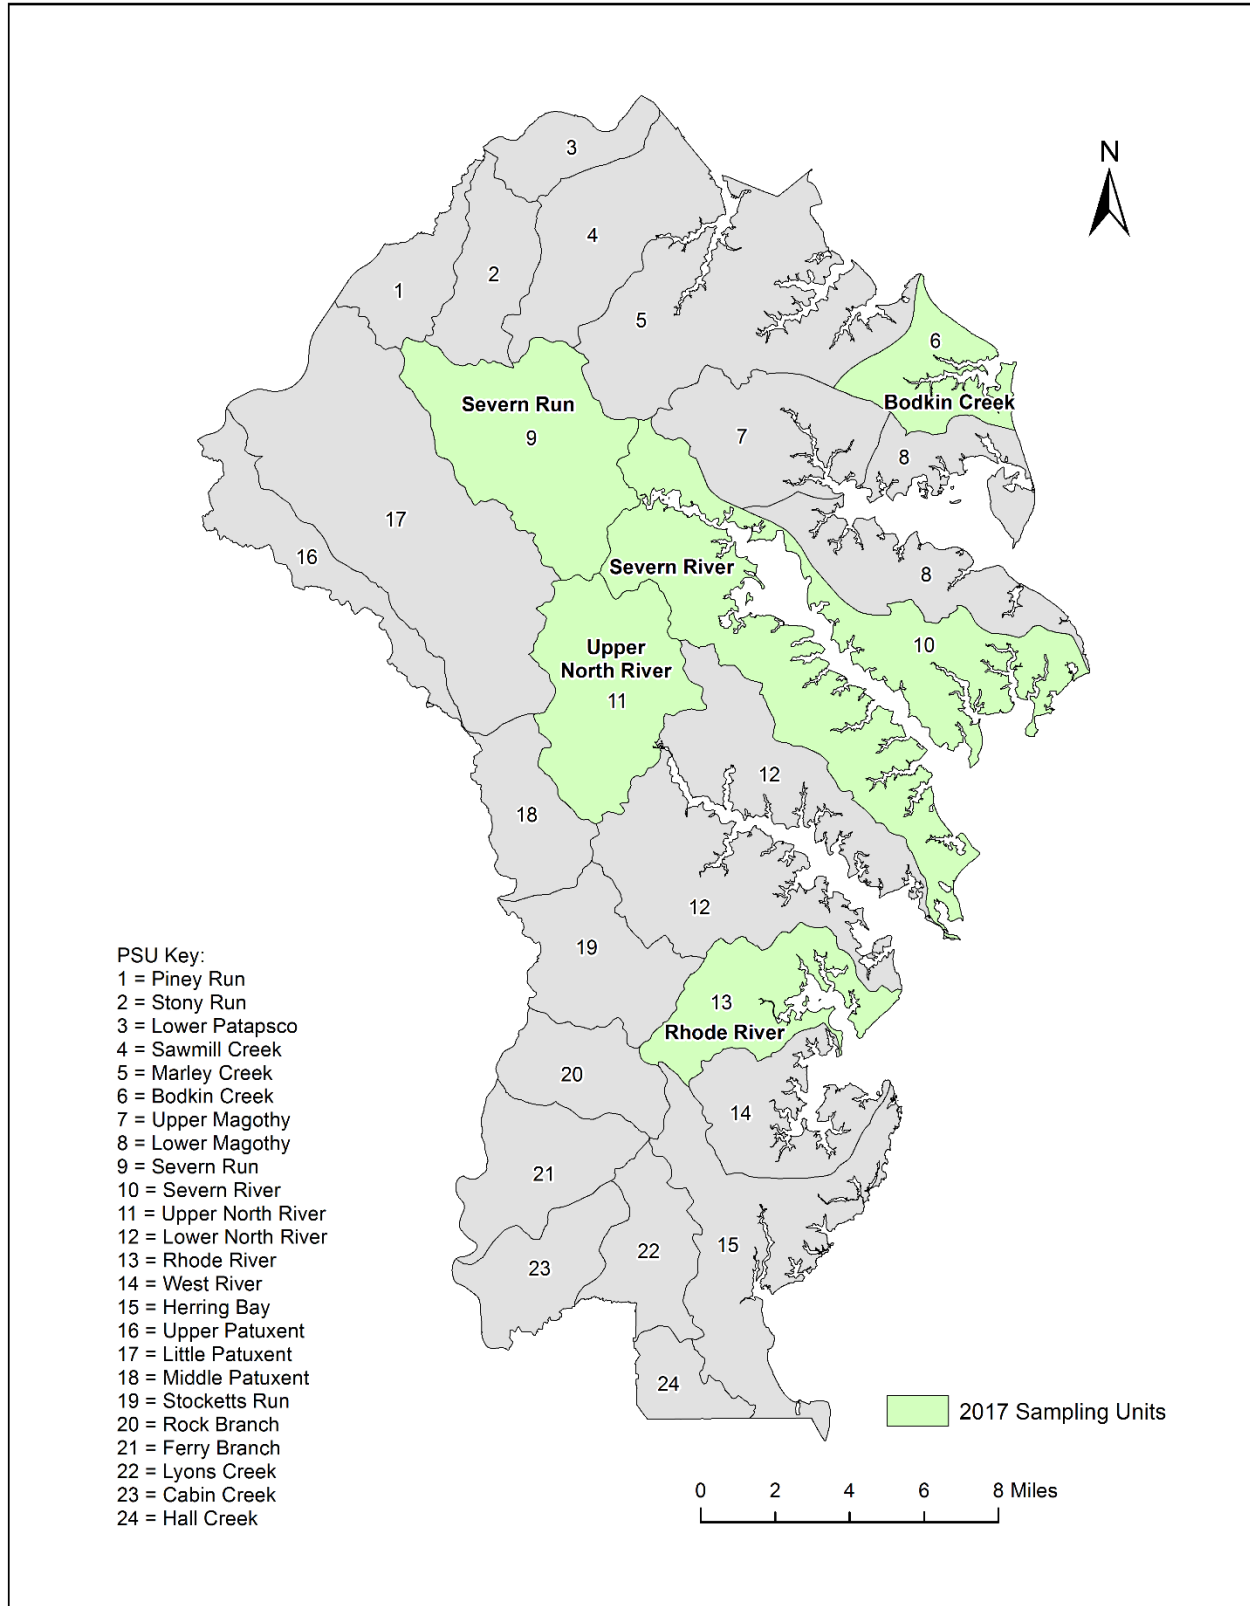 N
3
4
2
1
5
6
Bodkin Creek
Severn Run
9
7
8
17
16
Severn River
8
10
Upper
North River
11
12
18
12
19
13
Rhode River
20
14
21
15
22
23
24
PSU Key:
1 = Piney Run
2 = Stony Run
3 = Lower Patapsco
4 = Sawmill Creek
5 = Marley Creek
6 = Bodkin Creek
7 = Upper Magothy
8 = Lower Magothy
9 = Severn Run
10 = Severn River
11 = Upper North River
12 = Lower North River
13 = Rhode River
14 = West River
15 = Herring Bay
16 = Upper Patuxent
17 = Little Patuxent
18 = Middle Patuxent
19 = Stocketts Run
20 = Rock Branch
21 = Ferry Branch
22 = Lyons Creek
23 = Cabin Creek
24 = Hall Creek
2017 Sampling Units
0 2 4 6 8 Miles